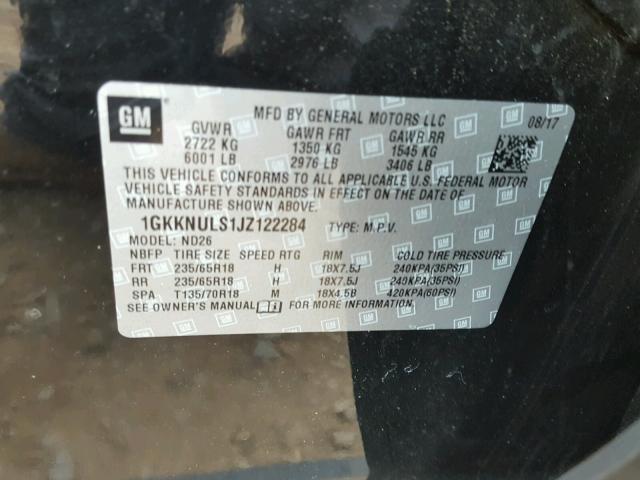 GM
MFD BY GENERAL MOTORS LLC 08/17
GVWR GAWR FRT GAWR RR
2722 KG 1350 KG 1545 KG
6001 LB 2976 LB 3406 LB
THIS VEHICLE CONFORMS TO ALL APPLICABLE U.S. FEDERAL MOTOR
VEHICLE SAFETY STANDARDS IN EFFECT ON THE DATE OF
MANUFACTURE SHOWN ABOVE.
1GKKNULS1JZ122284 TYPE: M.P.V.
MODEL: ND26
NBFP TIRE SIZE SPEED RTG RIM COLD TIRE PRESSURE
FRT 235/65R18 H 18X7.5J 240KPA(35PSI)
RR 235/65R18 H 18X7.5J 240KPA(35PSI)
SPA T135/70R18 M 18X4.5B 420KPA(60PSI)
SEE OWNER'S MANUAL FOR MORE INFORMATION.